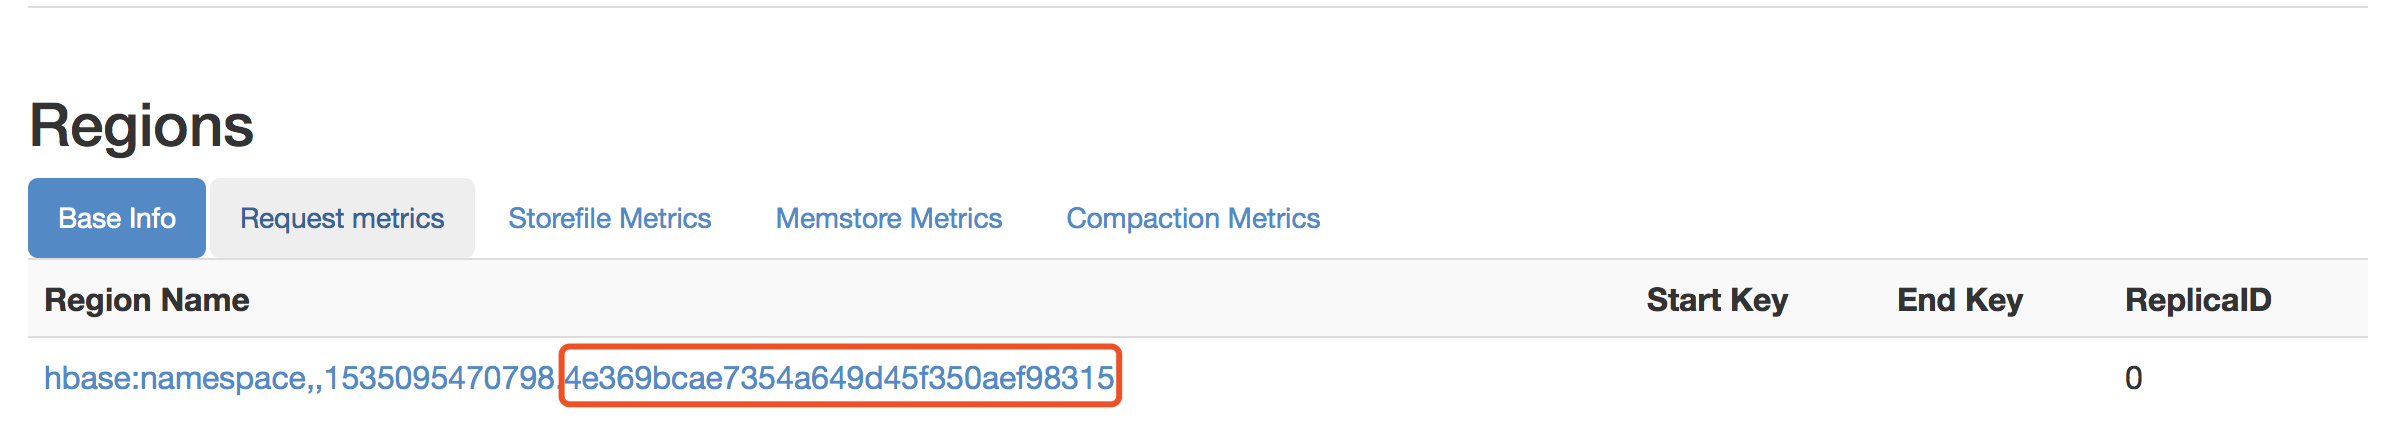 Regions
Base Info Request metrics Storefile Metrics Memstore Metrics Compaction Metrics
Region Name Start Key End Key ReplicaID
hbase:namespace,,1535095470798.4e369bcae7354a649d45f350aef98315 0